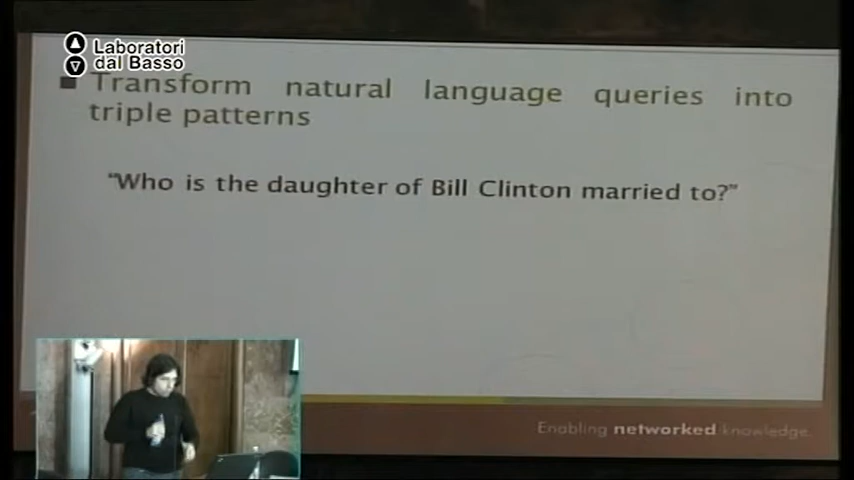 Laboratori
dal Basso
Transform natural language queries into
triple patterns
"Who is the daughter of Bill Clinton married to?"
Enabling networked knowledge.